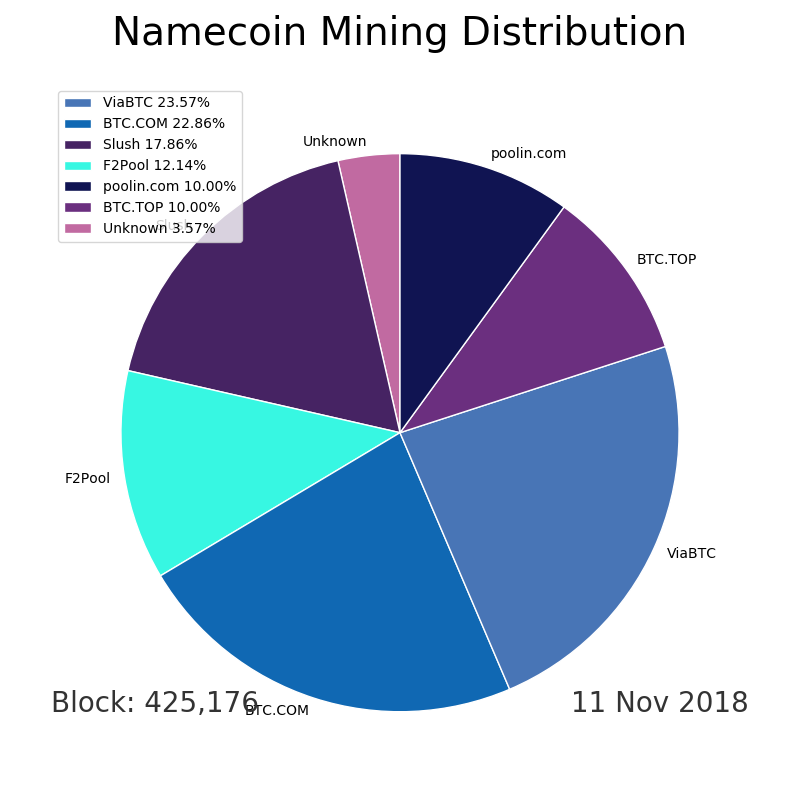 Namecoin Mining Distribution
ViaBTC 23.57%
BTC.COM 22.86%
Slush 17.86%
F2Pool 12.14%
poolin.com 10.00%
BTC.TOP 10.00%
Unknown 3.57%
Unknown
poolin.com
Slush
BTC.TOP
F2Pool
ViaBTC
Block: 425,176
BTC.COM
11 Nov 2018